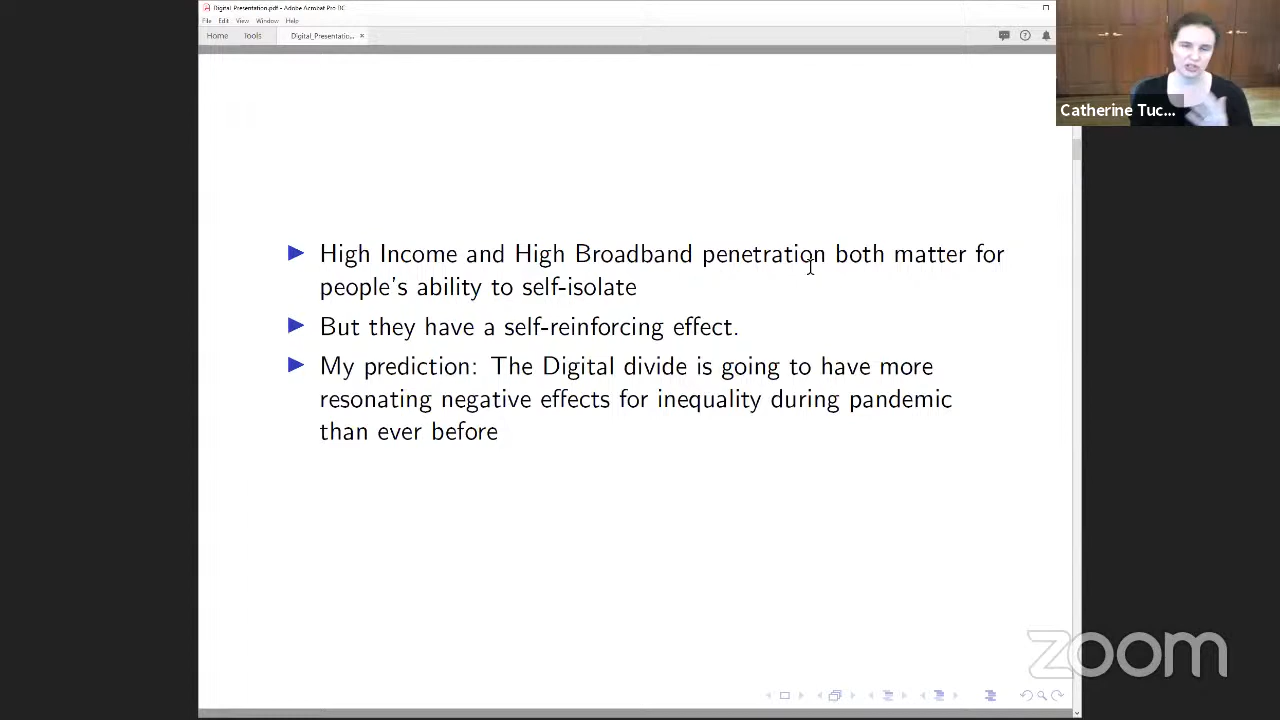 Digital_Presentation.pdf - Adobe Acrobat Pro DC
File Edit View Window Help
Home Tools Digital_Presentatio... ×
Catherine Tuc...
High Income and High Broadband penetration both matter for
people's ability to self-isolate
But they have a self-reinforcing effect.
My prediction: The Digital divide is going to have more
resonating negative effects for inequality during pandemic
than ever before
zoom